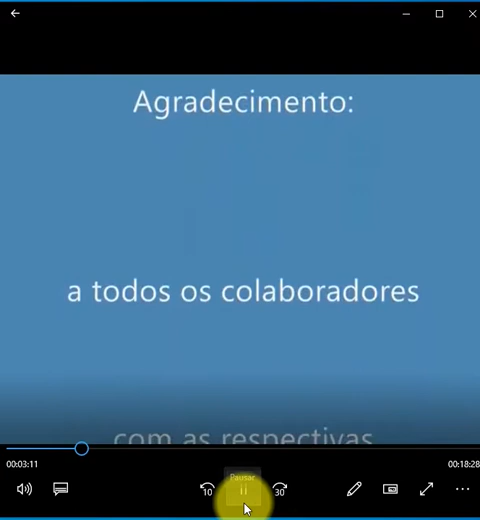 Agradecimento:
a todos os colaboradores
com as respectivas
00:03:11
00:18:28
Pausar
10
30